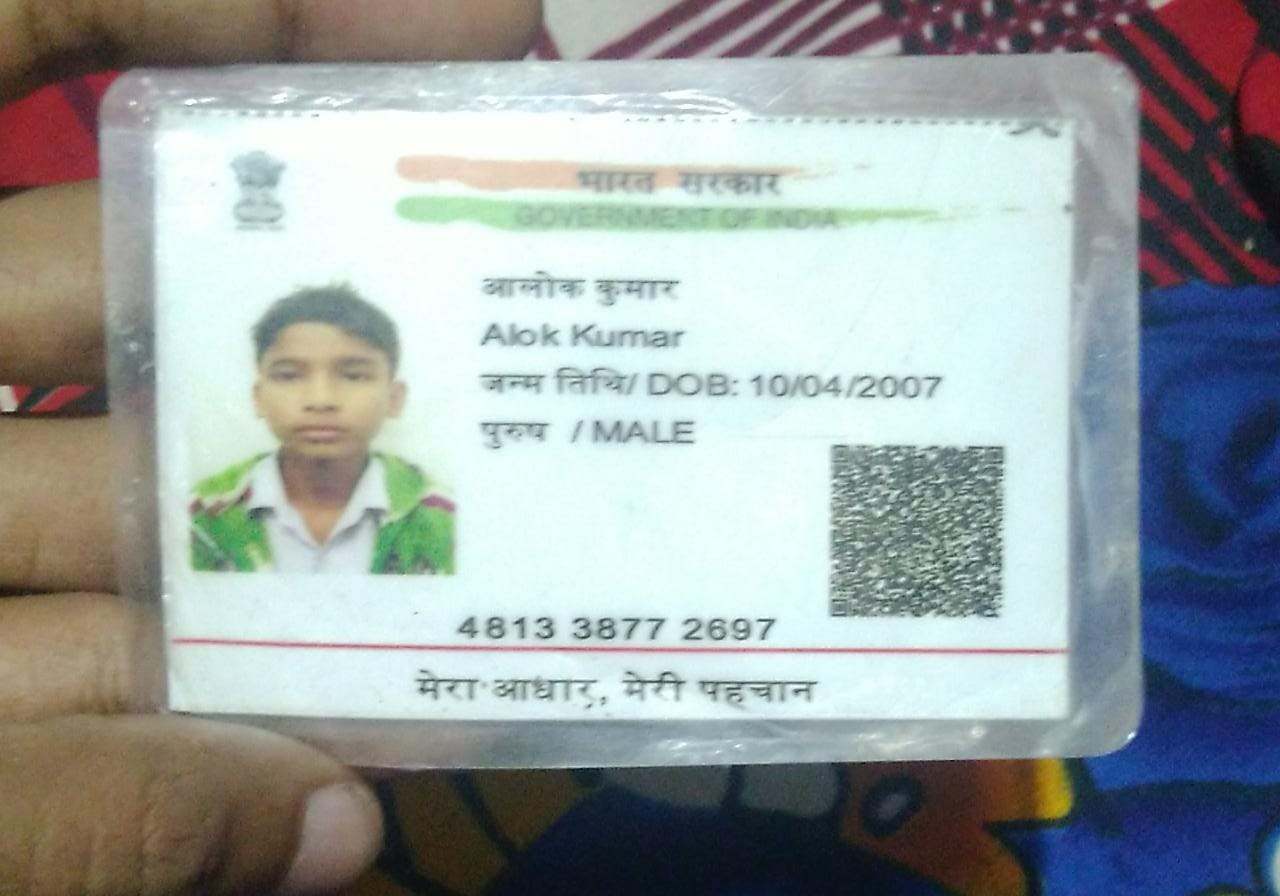 भारत सरकार
GOVERNMENT OF INDIA
आलोक कुमार
Alok Kumar
जन्म तिथि/ DOB: 10/04/2007
पुरुष / MALE
4813 3877 2697
मेरा आधार, मेरी पहचान